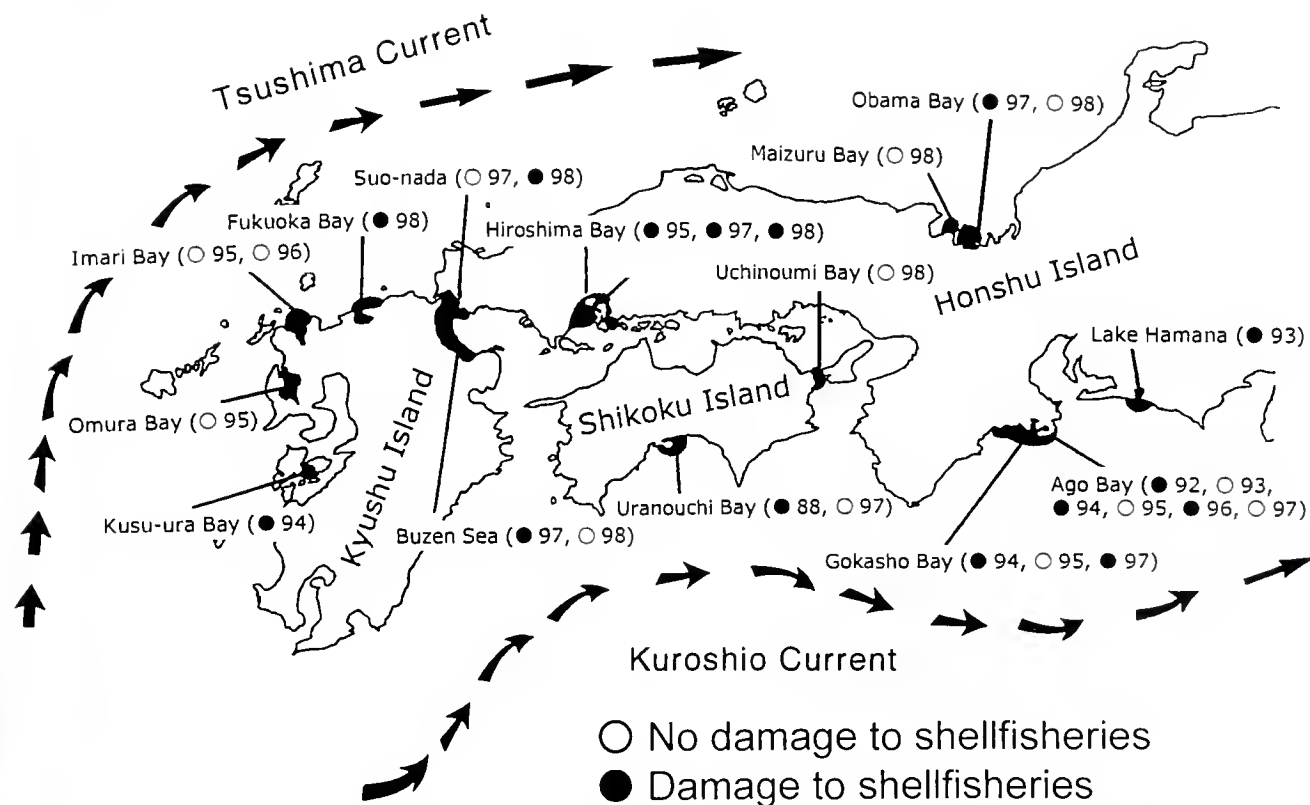 Tsushima Current
Obama Bay (● 97, ○ 98)
Maizuru Bay (○ 98)
Suo-nada (○ 97, ● 98)
Fukuoka Bay (● 98)
Hiroshima Bay (● 95, ● 97, ● 98)
Imari Bay (○ 95, ○ 96)
Uchinoumi Bay (○ 98)
Honshu Island
Lake Hamana (● 93)
Shikoku Island
Omura Bay (○ 95)
Kyushu Island
Ago Bay (● 92, ○ 93,
● 94, ○ 95, ● 96, ○ 97)
Uranouchi Bay (● 88, ○ 97)
Kusu-ura Bay (● 94)
Buzen Sea (● 97, ○ 98)
Gokasho Bay (● 94, ○ 95, ● 97)
Kuroshio Current
○ No damage to shellfisheries
● Damage to shellfisheries